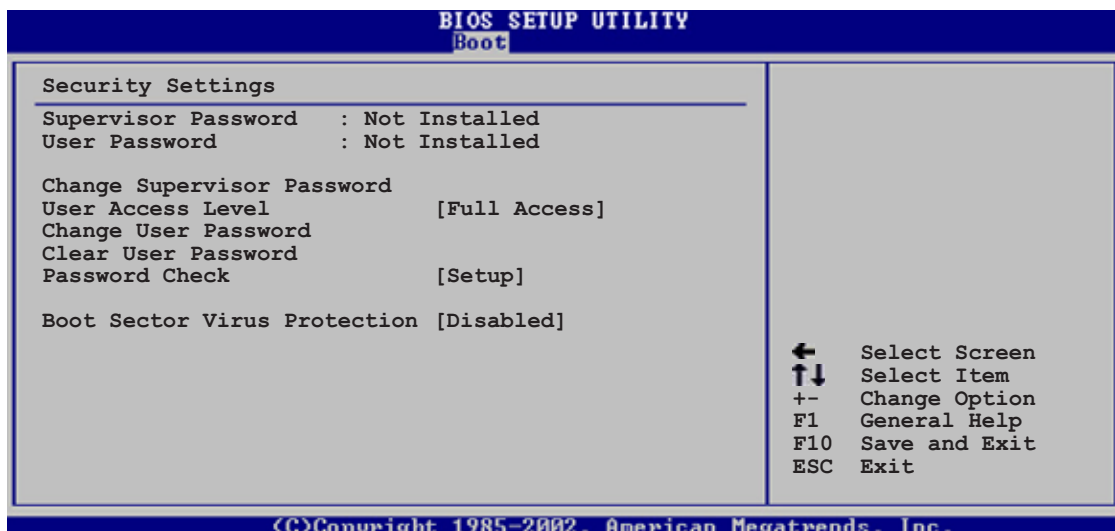 BIOS SETUP UTILITY
Boot
Security Settings
Supervisor Password : Not Installed
User Password : Not Installed
Change Supervisor Password
User Access Level [Full Access]
Change User Password
Clear User Password
Password Check [Setup]
Boot Sector Virus Protection [Disabled]
← Select Screen
↑↓ Select Item
+- Change Option
F1 General Help
F10 Save and Exit
ESC Exit
(C)Copyright 1985-2002, American Megatrends, Inc.